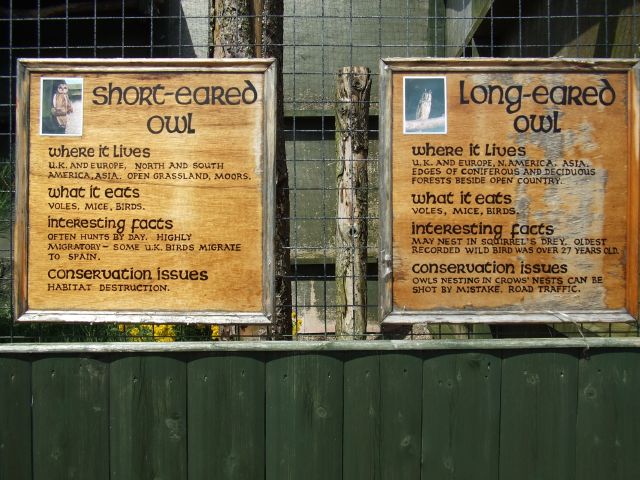 short-eared
owl
where it lives
U.K. AND EUROPE, NORTH AND SOUTH
AMERICA, ASIA. OPEN GRASSLAND, MOORS.
what it eats
VOLES, MICE, BIRDS.
interesting facts
OFTEN HUNTS BY DAY. HIGHLY
MIGRATORY - SOME U.K. BIRDS MIGRATE
TO SPAIN.
conservation issues
HABITAT DESTRUCTION.
long-eared
owl
where it lives
U.K. AND EUROPE, N.AMERICA. ASIA.
EDGES OF CONIFEROUS AND DECIDUOUS
FORESTS BESIDE OPEN COUNTRY.
what it eats
VOLES, MICE, BIRDS.
interesting facts
MAY NEST IN SQUIRREL'S DREY. OLDEST
RECORDED WILD BIRD WAS OVER 27 YEARS OLD.
conservation issues
OWLS NESTING IN CROWS' NESTS CAN BE
SHOT BY MISTAKE. ROAD TRAFFIC.